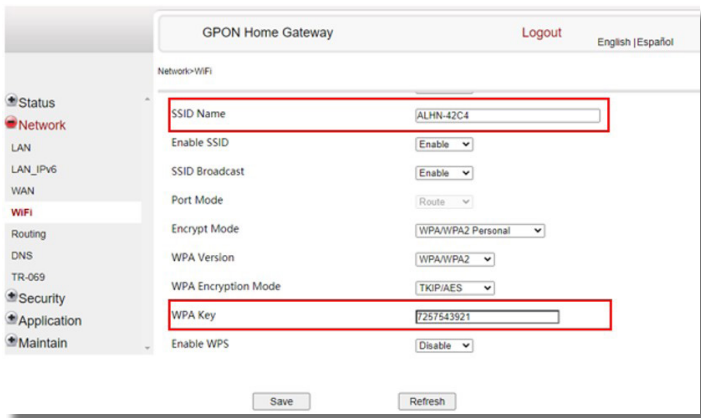 GPON Home Gateway
Logout
English |Español
Network>WiFi
Status
Network
LAN
LAN_IPv6
WAN
WiFi
Routing
DNS
TR-069
Security
Application
Maintain
SSID Name ALHN-42C4
Enable SSID Enable
SSID Broadcast Enable
Port Mode Route
Encrypt Mode WPA/WPA2 Personal
WPA Version WPA/WPA2
WPA Encryption Mode TKIP/AES
WPA Key 7257543921
Enable WPS Disable
Save Refresh